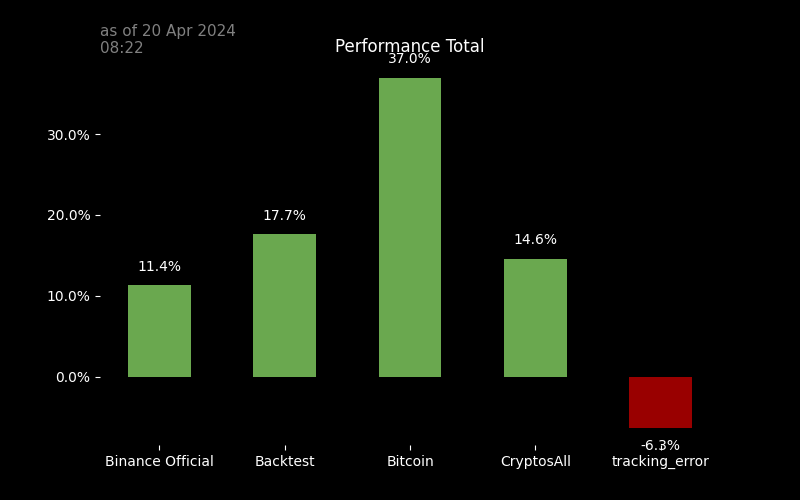 as of 20 Apr 2024
08:22
Performance Total
37.0%
30.0%
20.0%
17.7%
14.6%
11.4%
10.0%
0.0%
-6.3%
Binance Official
Backtest
Bitcoin
CryptosAll
tracking_error